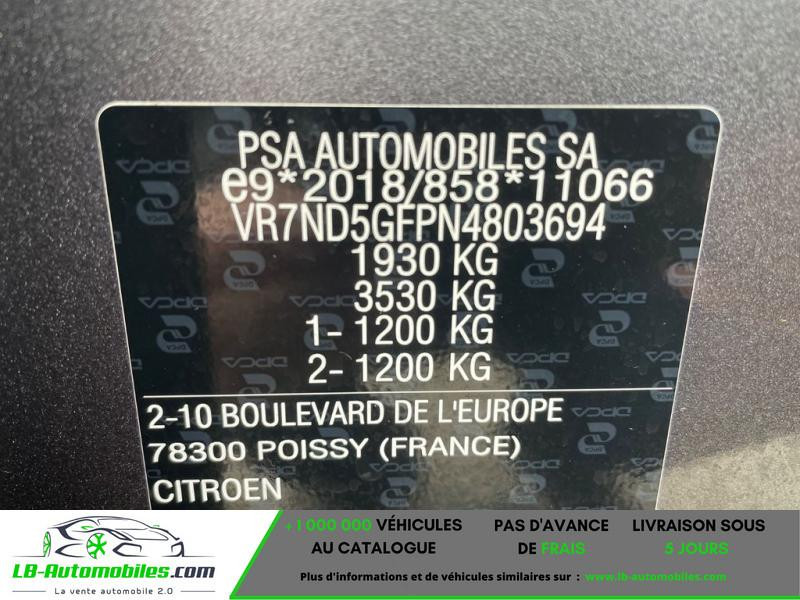 PSA AUTOMOBILES SA
e9*2018/858*11066
VR7ND5GFPN4803694
1930 KG
3530 KG
1- 1200 KG
2- 1200 KG
2-10 BOULEVARD DE L'EUROPE
78300 POISSY (FRANCE)
CITROEN
LB-Automobiles.com
La vente automobile 2.0
+1 000 000 VÉHICULES
AU CATALOGUE
PAS D'AVANCE
DE FRAIS
LIVRAISON SOUS
5 JOURS
Plus d'informations et de véhicules similaires sur : www.lb-automobiles.com